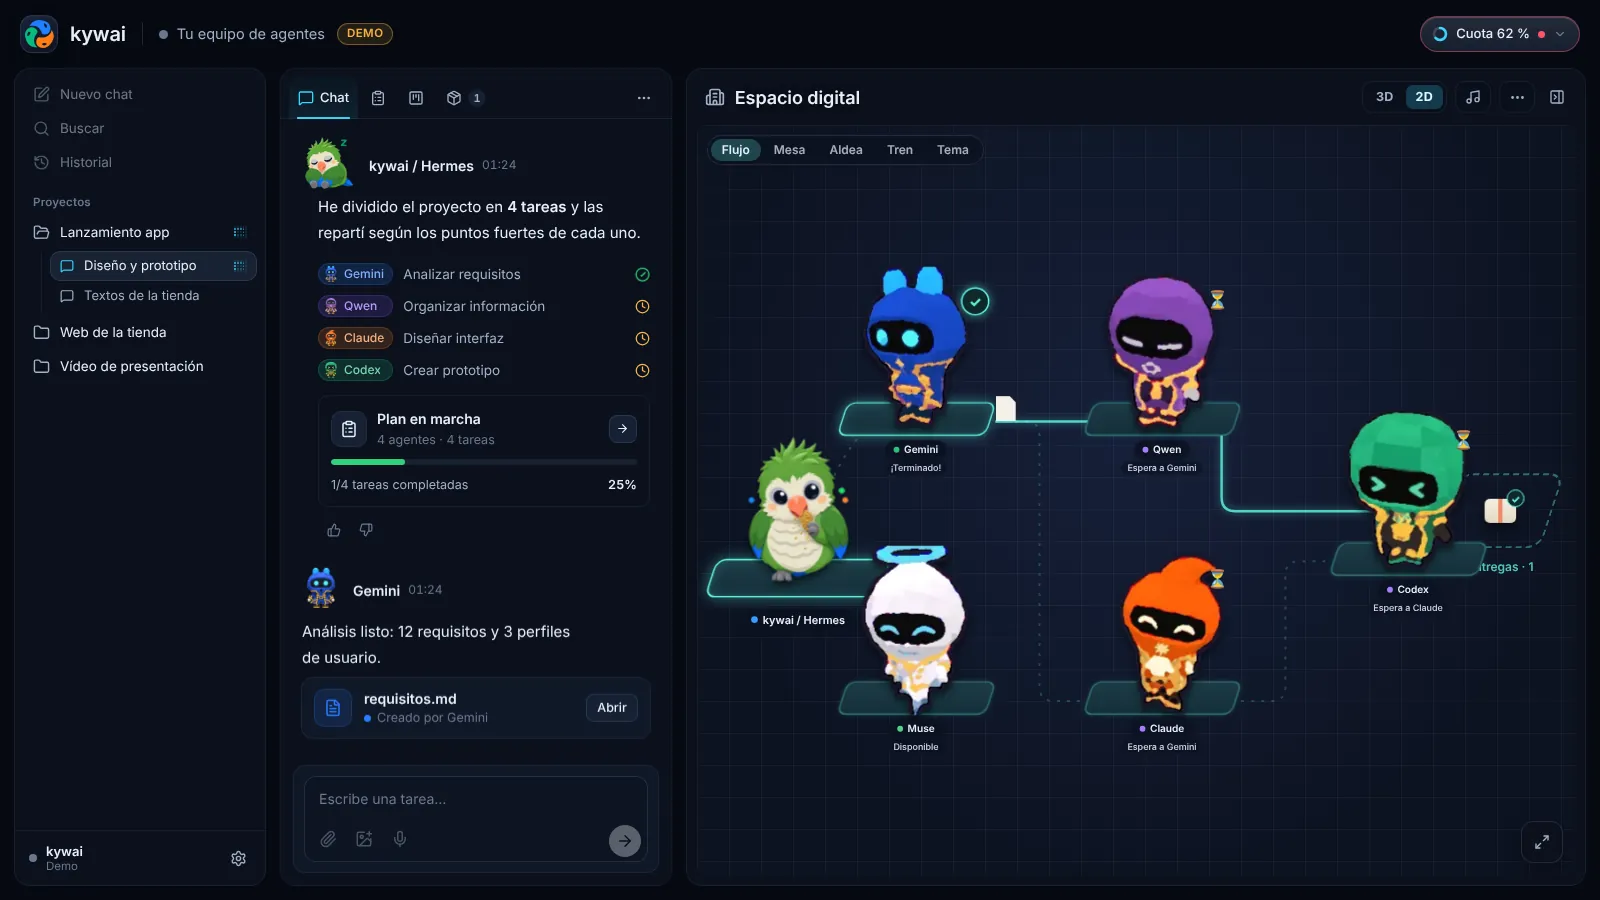 kywai
Tu equipo de agentes
DEMO
Cuota 62 %
Nuevo chat
Buscar
Historial
Proyectos
Lanzamiento app
Diseño y prototipo
Textos de la tienda
Web de la tienda
Vídeo de presentación
kywai
Demo
Chat
1
z
kywai / Hermes 01:24
He dividido el proyecto en 4 tareas y las
repartí según los puntos fuertes de cada uno.
Gemini Analizar requisitos
Qwen Organizar información
Claude Diseñar interfaz
Codex Crear prototipo
Plan en marcha
4 agentes · 4 tareas
1/4 tareas completadas 25%
Gemini 01:24
Análisis listo: 12 requisitos y 3 perfiles
de usuario.
requisitos.md
Creado por Gemini
Abrir
Escribe una tarea...
Espacio digital
3D 2D
Flujo Mesa Aldea Tren Tema
Gemini
¡Terminado!
Qwen
Espera a Gemini
kywai / Hermes
Codex
Espera a Claude
tregas · 1
Muse
Disponible
Claude
Espera a Gemini